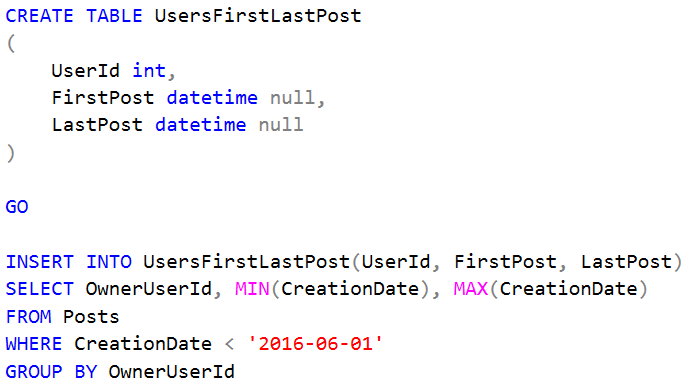 CREATE TABLE UsersFirstLastPost
(
    UserId int,
    FirstPost datetime null,
    LastPost datetime null
)
GO
INSERT INTO UsersFirstLastPost(UserId, FirstPost, LastPost)
SELECT OwnerUserId, MIN(CreationDate), MAX(CreationDate)
FROM Posts
WHERE CreationDate < '2016-06-01'
GROUP BY OwnerUserId